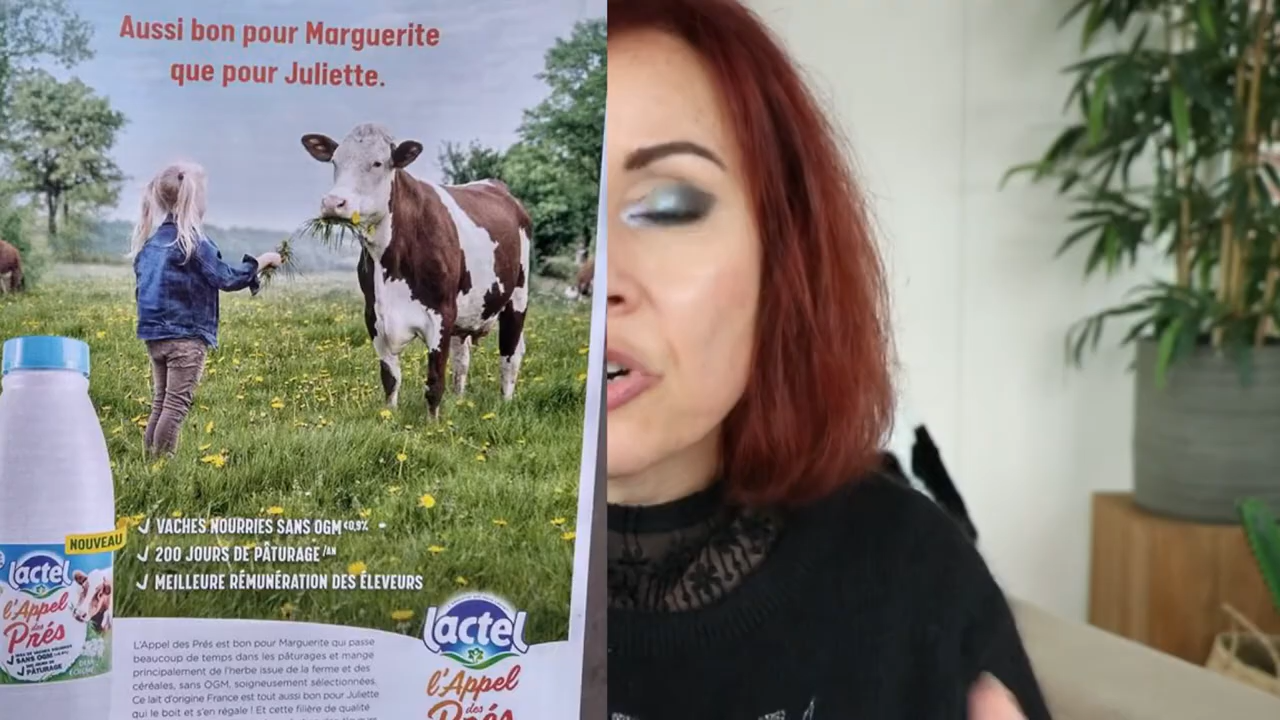 Aussi bon pour Marguerite
que pour Juliette.
VACHES NOURRIES SANS OGM <0,9%
200 JOURS DE PÂTURAGE /AN
MEILLEURE RÉMUNÉRATION DES ÉLEVEURS
NOUVEAU
lactel
l'Appel
des
Prés
SANS OGM
PÂTURAGE
L'Appel des Prés est bon pour Marguerite qui passe
beaucoup de temps dans les pâturages et mange
principalement de l'herbe issue de la ferme et des
céréales, sans OGM, soigneusement sélectionnées.
Ce lait d'origine France est tout aussi bon pour Juliette
qui le boit et s'en régale ! Et cette filière de qualité
lactel
l'Appel
des
Prés